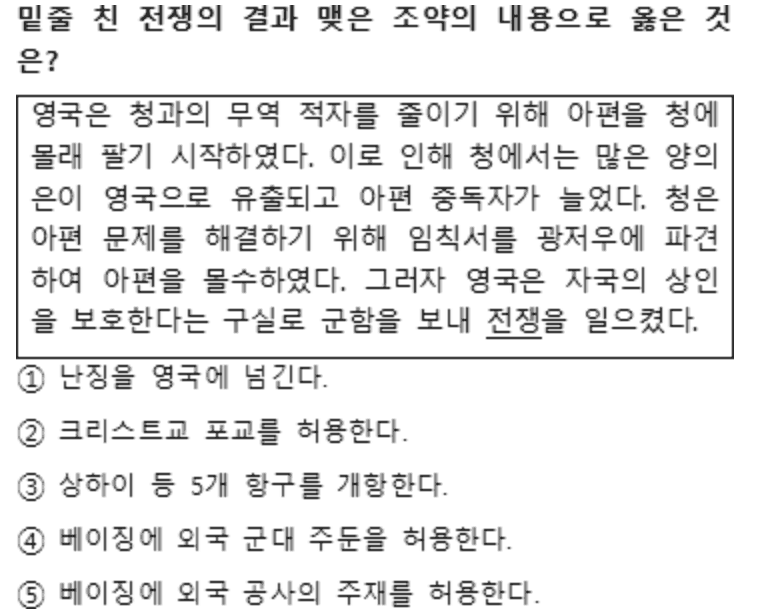 밑줄 친 전쟁의 결과 맺은 조약의 내용으로 옳은 것
은?
영국은 청과의 무역 적자를 줄이기 위해 아편을 청에
몰래 팔기 시작하였다. 이로 인해 청에서는 많은 양의
은이 영국으로 유출되고 아편 중독자가 늘었다. 청은
아편 문제를 해결하기 위해 임칙서를 광저우에 파견
하여 아편을 몰수하였다. 그러자 영국은 자국의 상인
을 보호한다는 구실로 군함을 보내 전쟁을 일으켰다.
① 난징을 영국에 넘긴다.
② 크리스트교 포교를 허용한다.
③ 상하이 등 5개 항구를 개항한다.
④ 베이징에 외국 군대 주둔을 허용한다.
⑤ 베이징에 외국 공사의 주재를 허용한다.